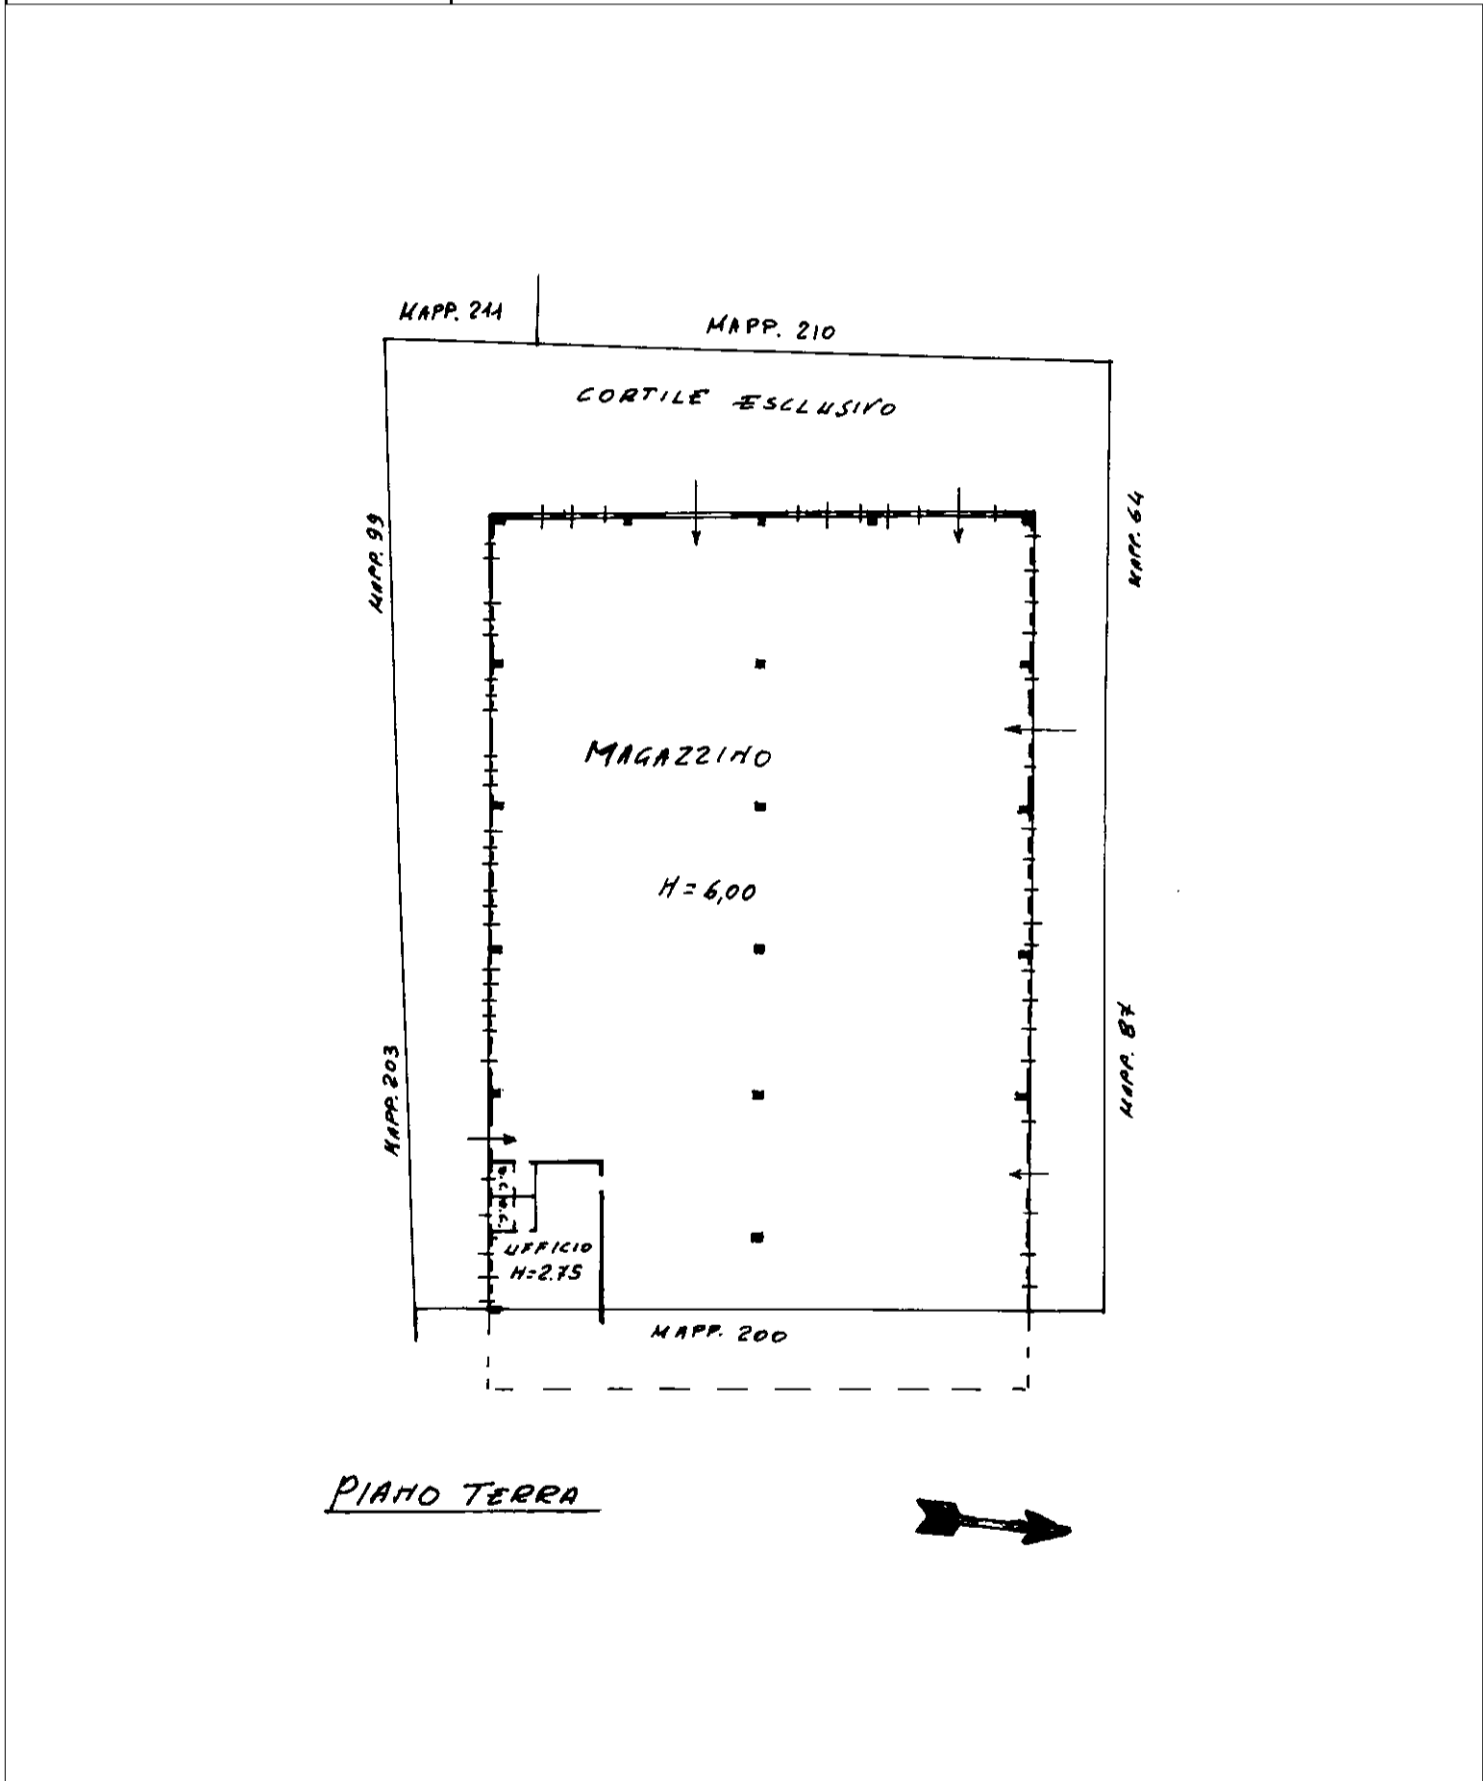 MAPP. 211
MAPP. 210
CORTILE ESCLUSIVO
MAPP. 99
MAPP. 64
MAGAZZINO
H = 6,00
MAPP. 203
MAPP. 87
W.C.
UFFICIO
H=2.75
MAPP. 200
PIANO TERRA